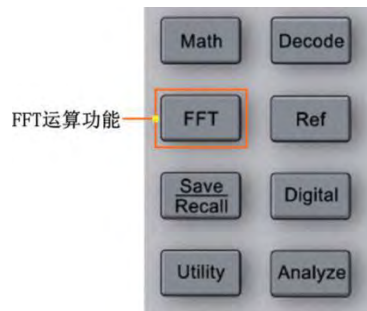 Math
Decode
FFT运算功能
FFT
Ref
Save
Recall
Digital
Utility
Analyze